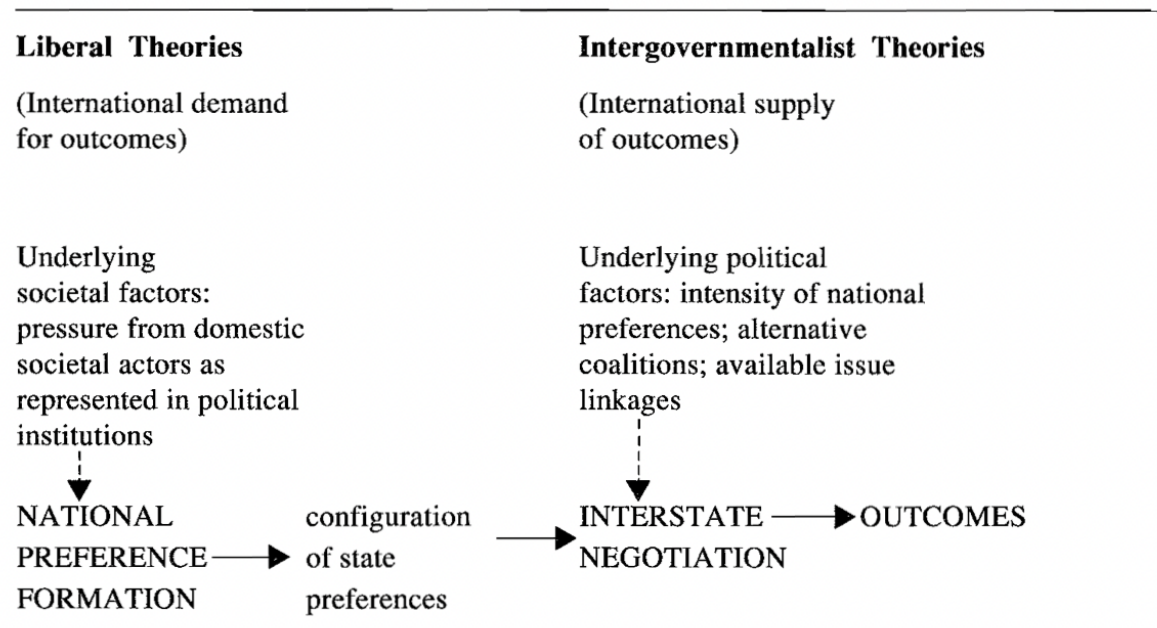 Liberal Theories
(International demand
for outcomes)
Underlying
societal factors:
pressure from domestic
societal actors as
represented in political
institutions
NATIONAL
PREFERENCE
FORMATION
configuration
of state
preferences
Intergovernmentalist Theories
(International supply
of outcomes)
Underlying political
factors: intensity of national
preferences; alternative
coalitions; available issue
linkages
INTERSTATE
NEGOTIATION
OUTCOMES